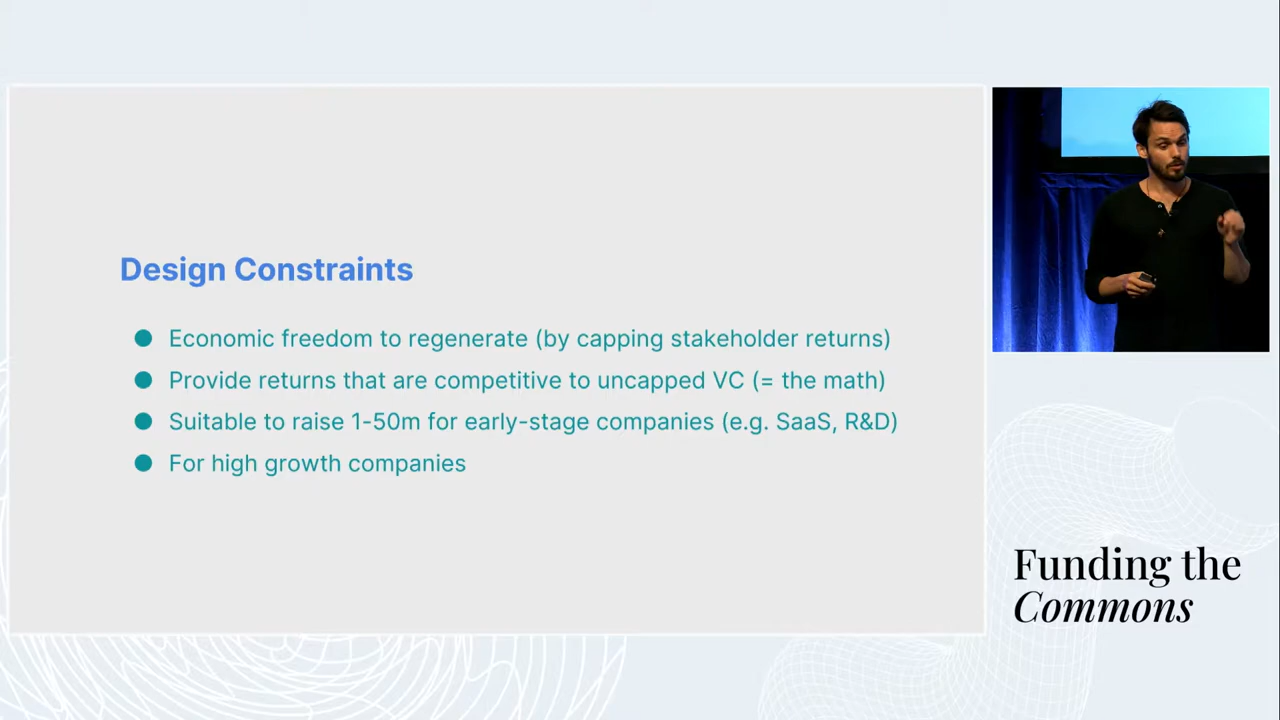 Design Constraints
Economic freedom to regenerate (by capping stakeholder returns)
Provide returns that are competitive to uncapped VC (= the math)
Suitable to raise 1-50m for early-stage companies (e.g. SaaS, R&D)
For high growth companies
Funding the
Commons